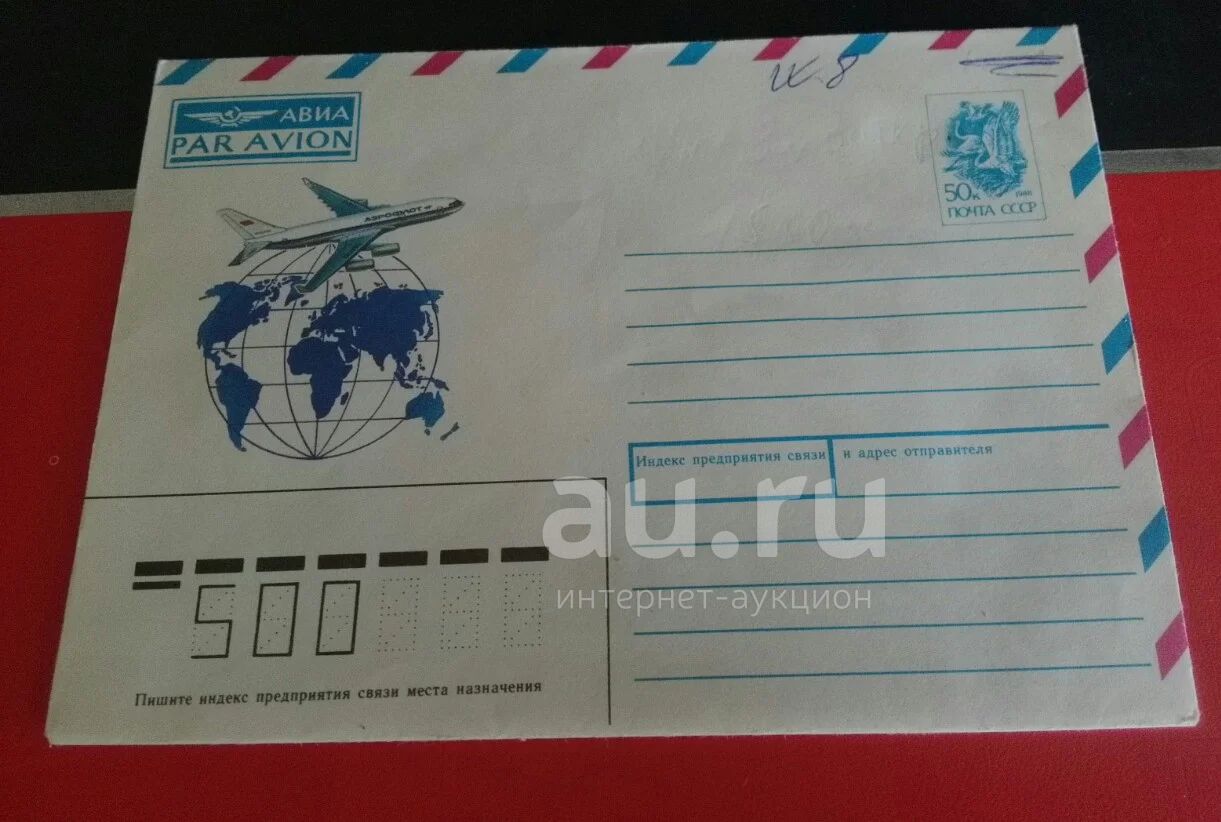 АВИА
PAR AVION
АЭРОФЛОТ
50к 1988
ПОЧТА СССР
Индекс предприятия связи и адрес отправителя
au.ru
интернет-аукцион
500
Пишите индекс предприятия связи места назначения